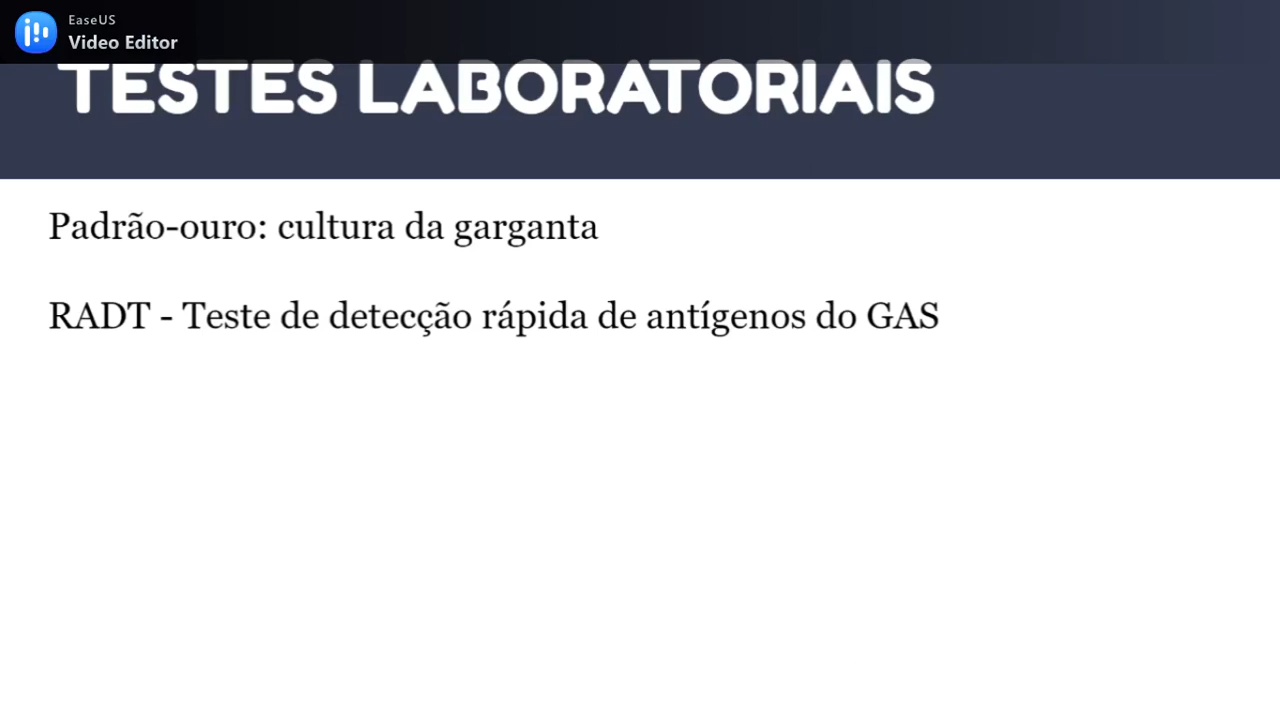 EaseUS
Video Editor
TESTES LABORATORIAIS
Padrão-ouro: cultura da garganta
RADT - Teste de detecção rápida de antígenos do GAS